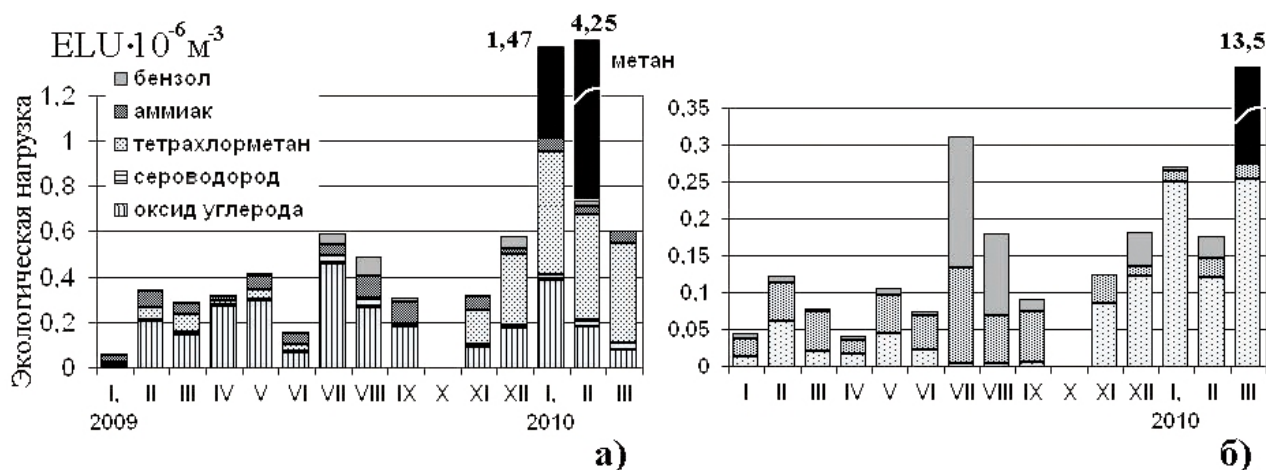 ELU·10⁻⁶м⁻³
1,47
4,25
метан
13,5
Экологическая нагрузка
бензол
аммиак
тетрахлорметан
сероводород
оксид углерода
1,2
1
0,8
0,6
0,4
0,2
0
I, II III IV V VI VII VIII IX X XI XII I, II III
2009 2010
а)
0,35
0,3
0,25
0,2
0,15
0,1
0,05
0
I II III IV V VI VII VIII IX X XI XII I, II III
2010
б)